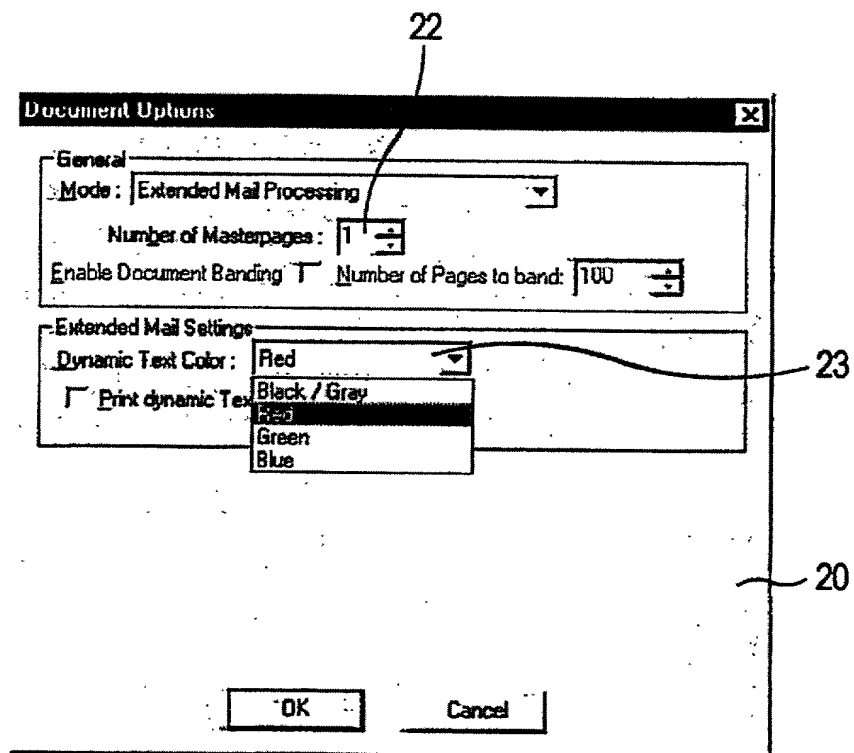 22
Document Options
General
Mode : Extended Mail Processing
Number of Masterpages : 1
Enable Document Banding Number of Pages to band: 100
Extended Mail Settings
Dynamic Text Color : Red
23
Print dynamic Tex
Black / Gray
Red
Green
Blue
20
OK Cancel